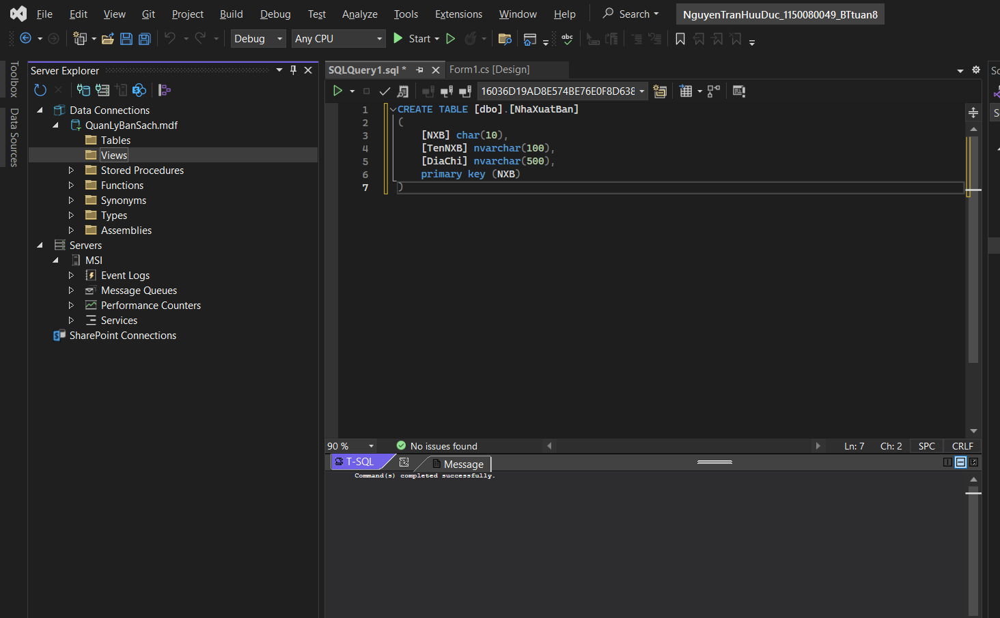 File Edit View Git Project Build Debug Test Analyze Tools Extensions Window Help Search NguyenTranHuuDuc_1150080049_BTtuan8
Debug Any CPU Start
Toolbox
Data Sources
Server Explorer
Data Connections
QuanLyBanSach.mdf
Tables
Views
Stored Procedures
Functions
Synonyms
Types
Assemblies
Servers
MSI
Event Logs
Message Queues
Performance Counters
Services
SharePoint Connections
SQLQuery1.sql * Form1.cs [Design]
16036D19AD8E574BE76E0F8D638
1 CREATE TABLE [dbo].[NhaXuatBan]
2 (
3 [NXB] char(10),
4 [TenNXB] nvarchar(100),
5 [DiaChi] nvarchar(500),
6 primary key (NXB)
7 )
90 % No issues found Ln: 7 Ch: 2 SPC CRLF
T-SQL Message
Command(s) completed successfully.